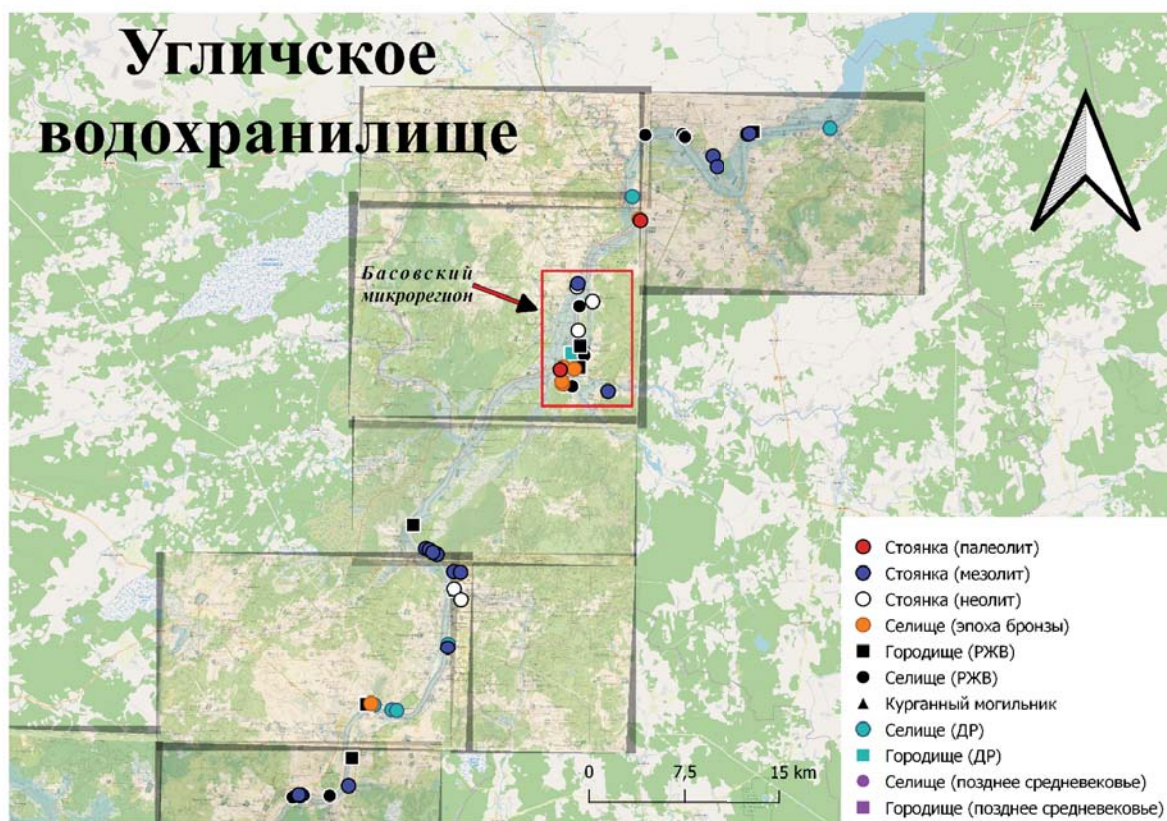 Угличское
водохранилище
Басовский
микрорегион
Стоянка (палеолит)
Стоянка (мезолит)
Стоянка (неолит)
Селище (эпоха бронзы)
Городище (РЖВ)
Селище (РЖВ)
Курганный могильник
Селище (ДР)
Городище (ДР)
Селище (позднее средневековье)
Городище (позднее средневековье)
0 7,5 15 km